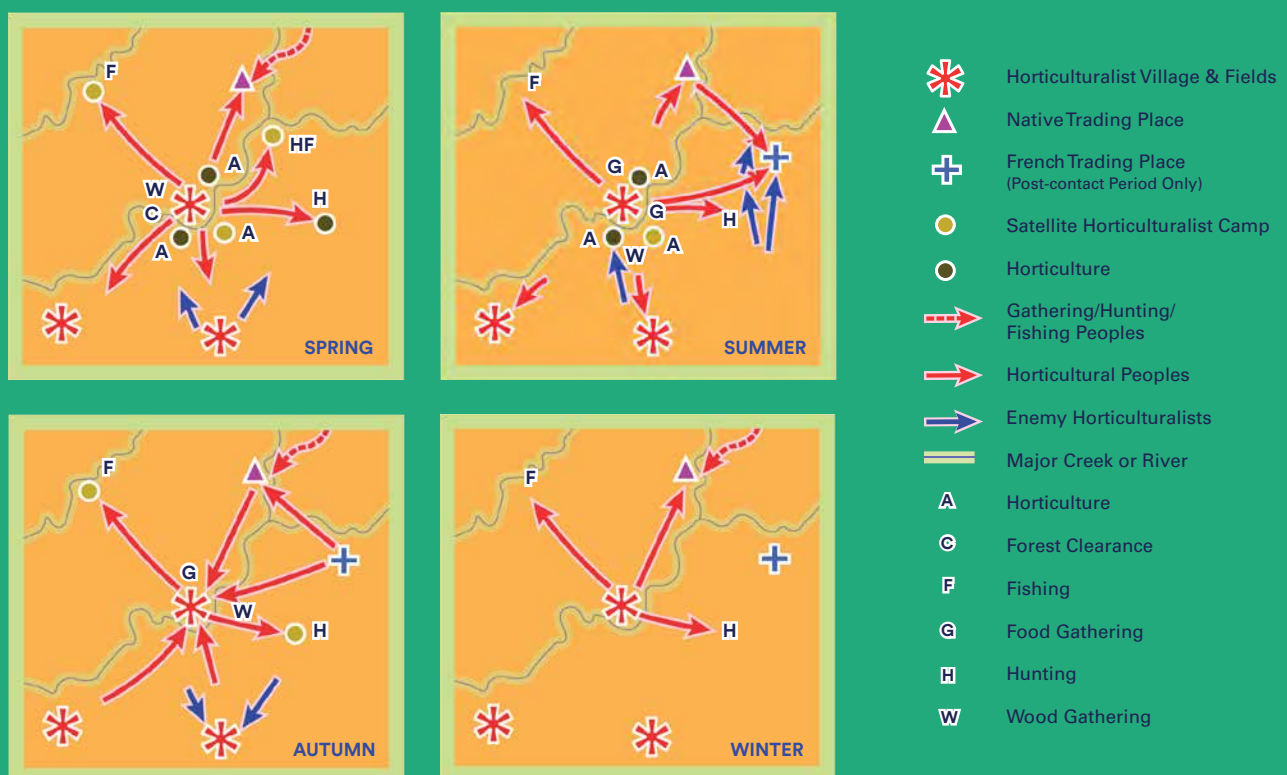 F
A
HF
W
H
C
A
A
SPRING
F
G
A
G
H
A
W
A
SUMMER
Horticulturalist Village & Fields
Native Trading Place
French Trading Place
(Post-contact Period Only)
Satellite Horticulturalist Camp
Horticulture
Gathering/Hunting/
Fishing Peoples
Horticultural Peoples
Enemy Horticulturalists
Major Creek or River
A Horticulture
C Forest Clearance
F Fishing
G Food Gathering
H Hunting
W Wood Gathering
F
G
W
H
AUTUMN
F
H
WINTER